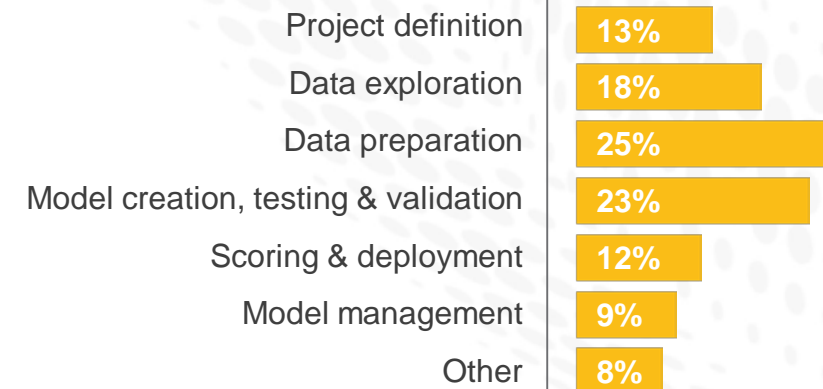 Project definition 13%
Data exploration 18%
Data preparation 25%
Model creation, testing & validation 23%
Scoring & deployment 12%
Model management 9%
Other 8%